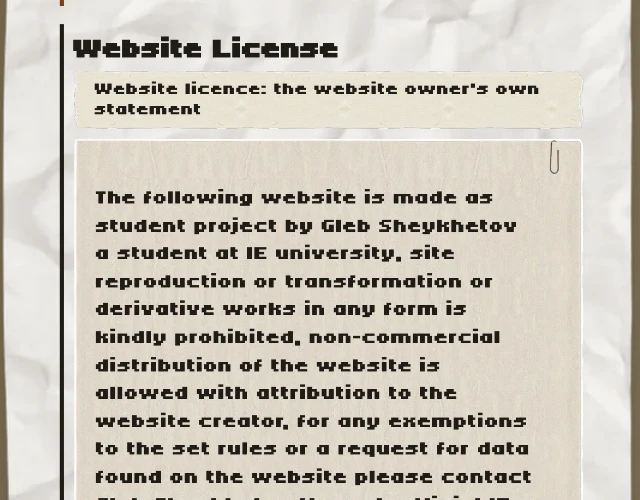 Website License
Website licence: the website owner's own
statement
The following website is made as
student project by Gleb Sheykhetov
a student at IE university, site
reproduction or transformation or
derivative works in any form is
kindly prohibited, non-commercial
distribution of the website is
allowed with attribution to the
website creator, for any exemptions
to the set rules or a request for data
found on the website please contact